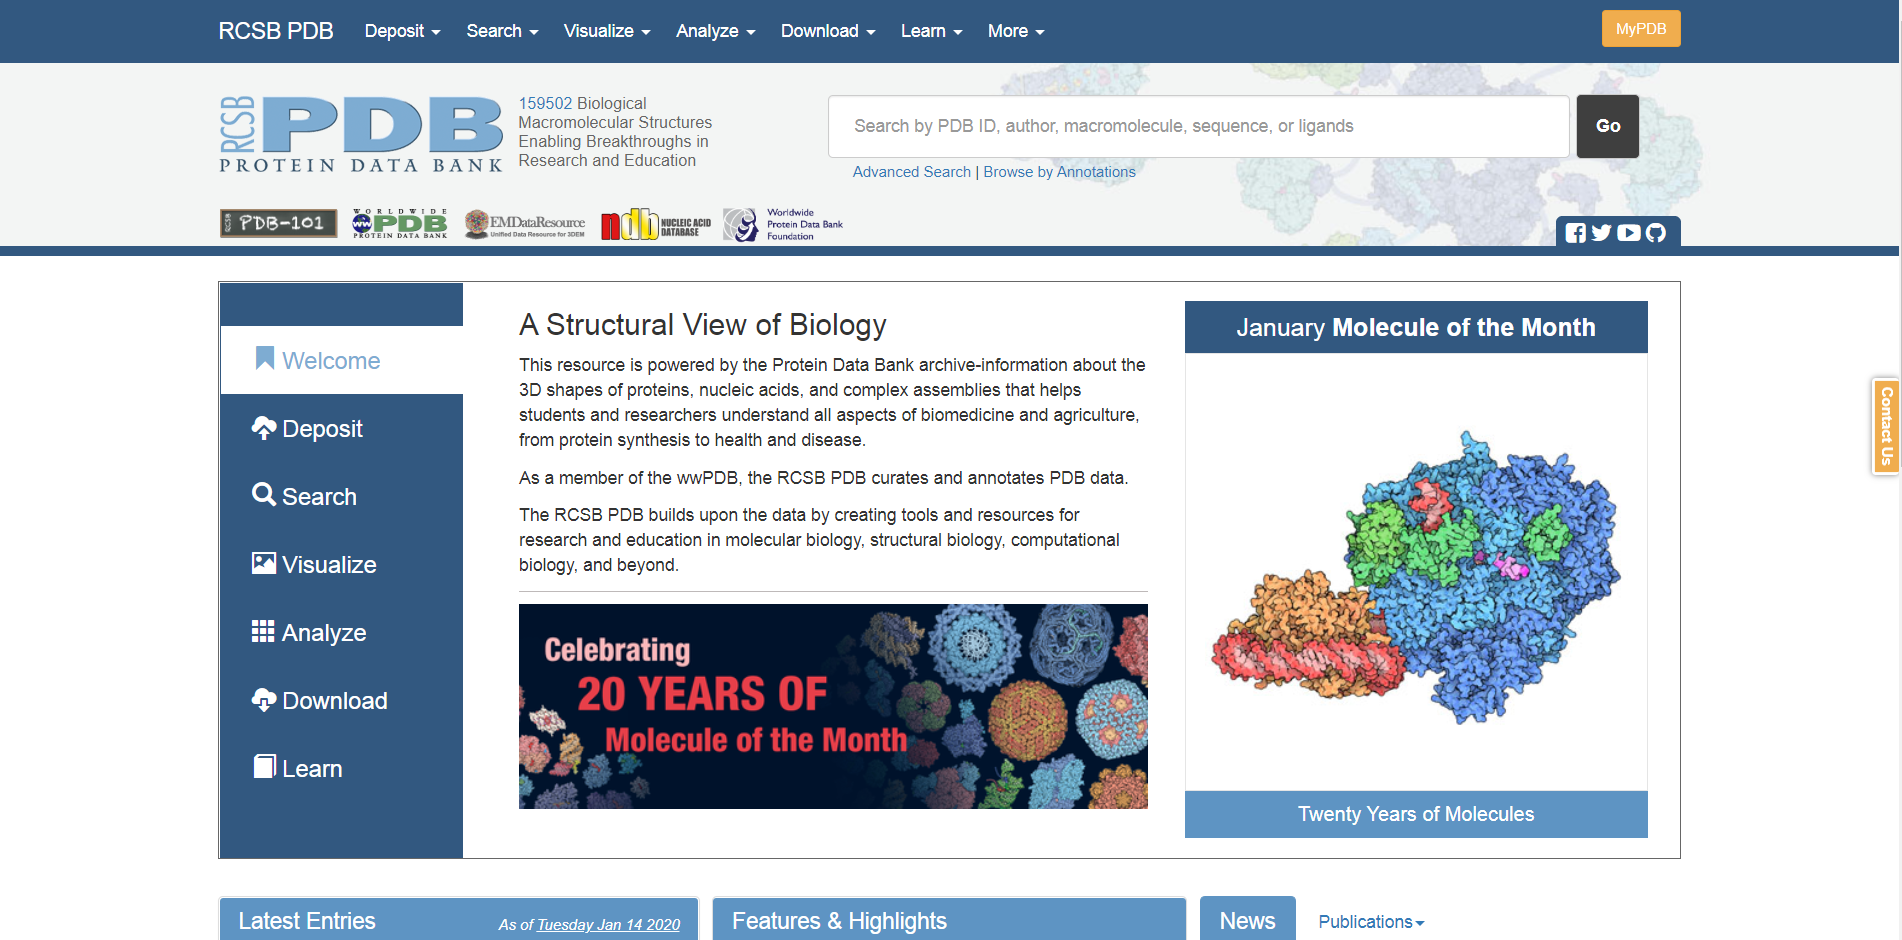 RCSB PDB
Deposit
Search
Visualize
Analyze
Download
Learn
More
MyPDB
RCSB
PDB
PROTEIN DATA BANK
159502 Biological
Macromolecular Structures
Enabling Breakthroughs in
Research and Education
Search by PDB ID, author, macromolecule, sequence, or ligands
Go
Advanced Search | Browse by Annotations
RCSB
PDB-101
WORLDWIDE
ww
PDB
PROTEIN DATA BANK
EMDataResource
Unified Data Resource for 3DEM
ndb
NUCLEIC ACID
DATABASE
Worldwide
Protein Data Bank
Foundation
Welcome
Deposit
Search
Visualize
Analyze
Download
Learn
A Structural View of Biology
This resource is powered by the Protein Data Bank archive-information about the
3D shapes of proteins, nucleic acids, and complex assemblies that helps
students and researchers understand all aspects of biomedicine and agriculture,
from protein synthesis to health and disease.
As a member of the wwPDB, the RCSB PDB curates and annotates PDB data.
The RCSB PDB builds upon the data by creating tools and resources for
research and education in molecular biology, structural biology, computational
biology, and beyond.
Celebrating
20 YEARS OF
Molecule of the Month
January Molecule of the Month
Twenty Years of Molecules
Contact Us
Latest Entries
As of Tuesday Jan 14 2020
Features & Highlights
News
Publications